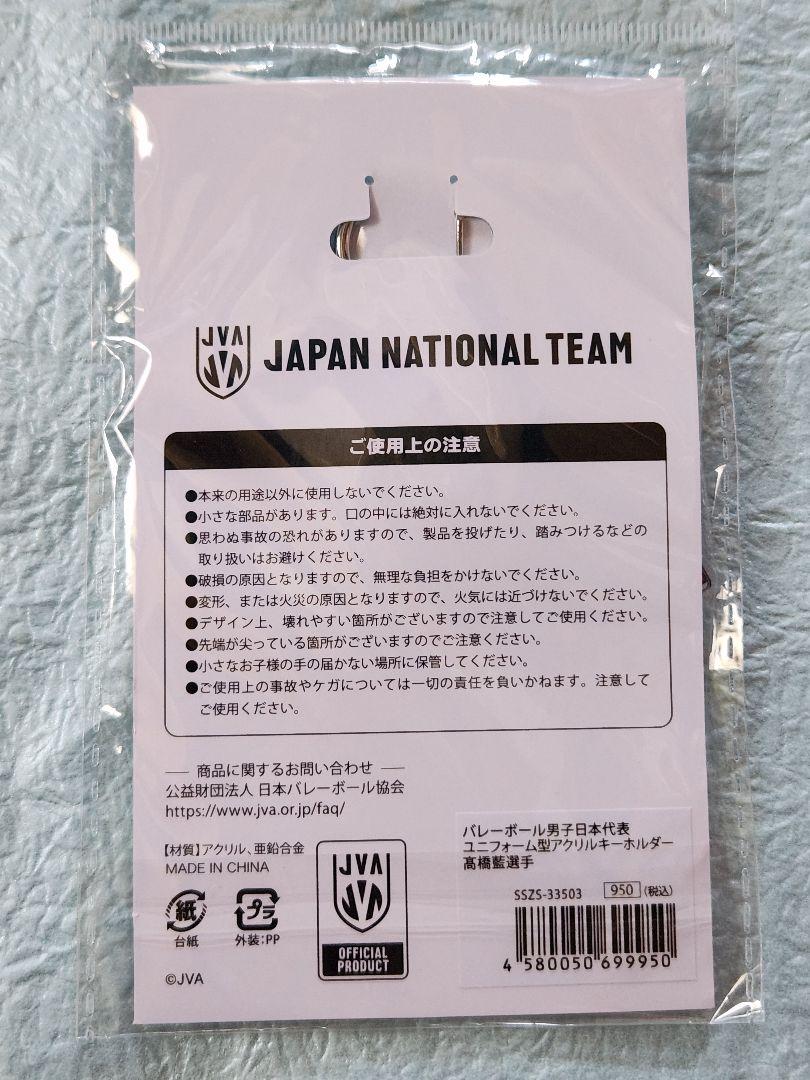 JVA
JAPAN NATIONAL TEAM
ご使用上の注意
●本来の用途以外に使用しないでください。
●小さな部品があります。口の中には絶対に入れないでください。
●思わぬ事故の恐れがありますので、製品を投げたり、踏みつけるなどの
取り扱いはお避けください。
●破損の原因となりますので、無理な負担をかけないでください。
●変形、または火災の原因となりますので、火気には近づけないでください。
●デザイン上、壊れやすい箇所がございますので注意してご使用ください。
●先端が尖っている箇所がございますのでご注意ください。
●小さなお子様の手の届かない場所に保管してください。
●ご使用上の事故やケガについては一切の責任を負いかねます。注意して
ご使用ください。
商品に関するお問い合わせ
公益財団法人 日本バレーボール協会
https://www.jva.or.jp/faq/
【材質】アクリル、亜鉛合金
MADE IN CHINA
紙
台紙
プラ
外装:PP
JVA
OFFICIAL
PRODUCT
©JVA
バレーボール男子日本代表
ユニフォーム型アクリルキーホルダー
髙橋藍選手
SSZS-33503 950 (税込)
4 580050 699950